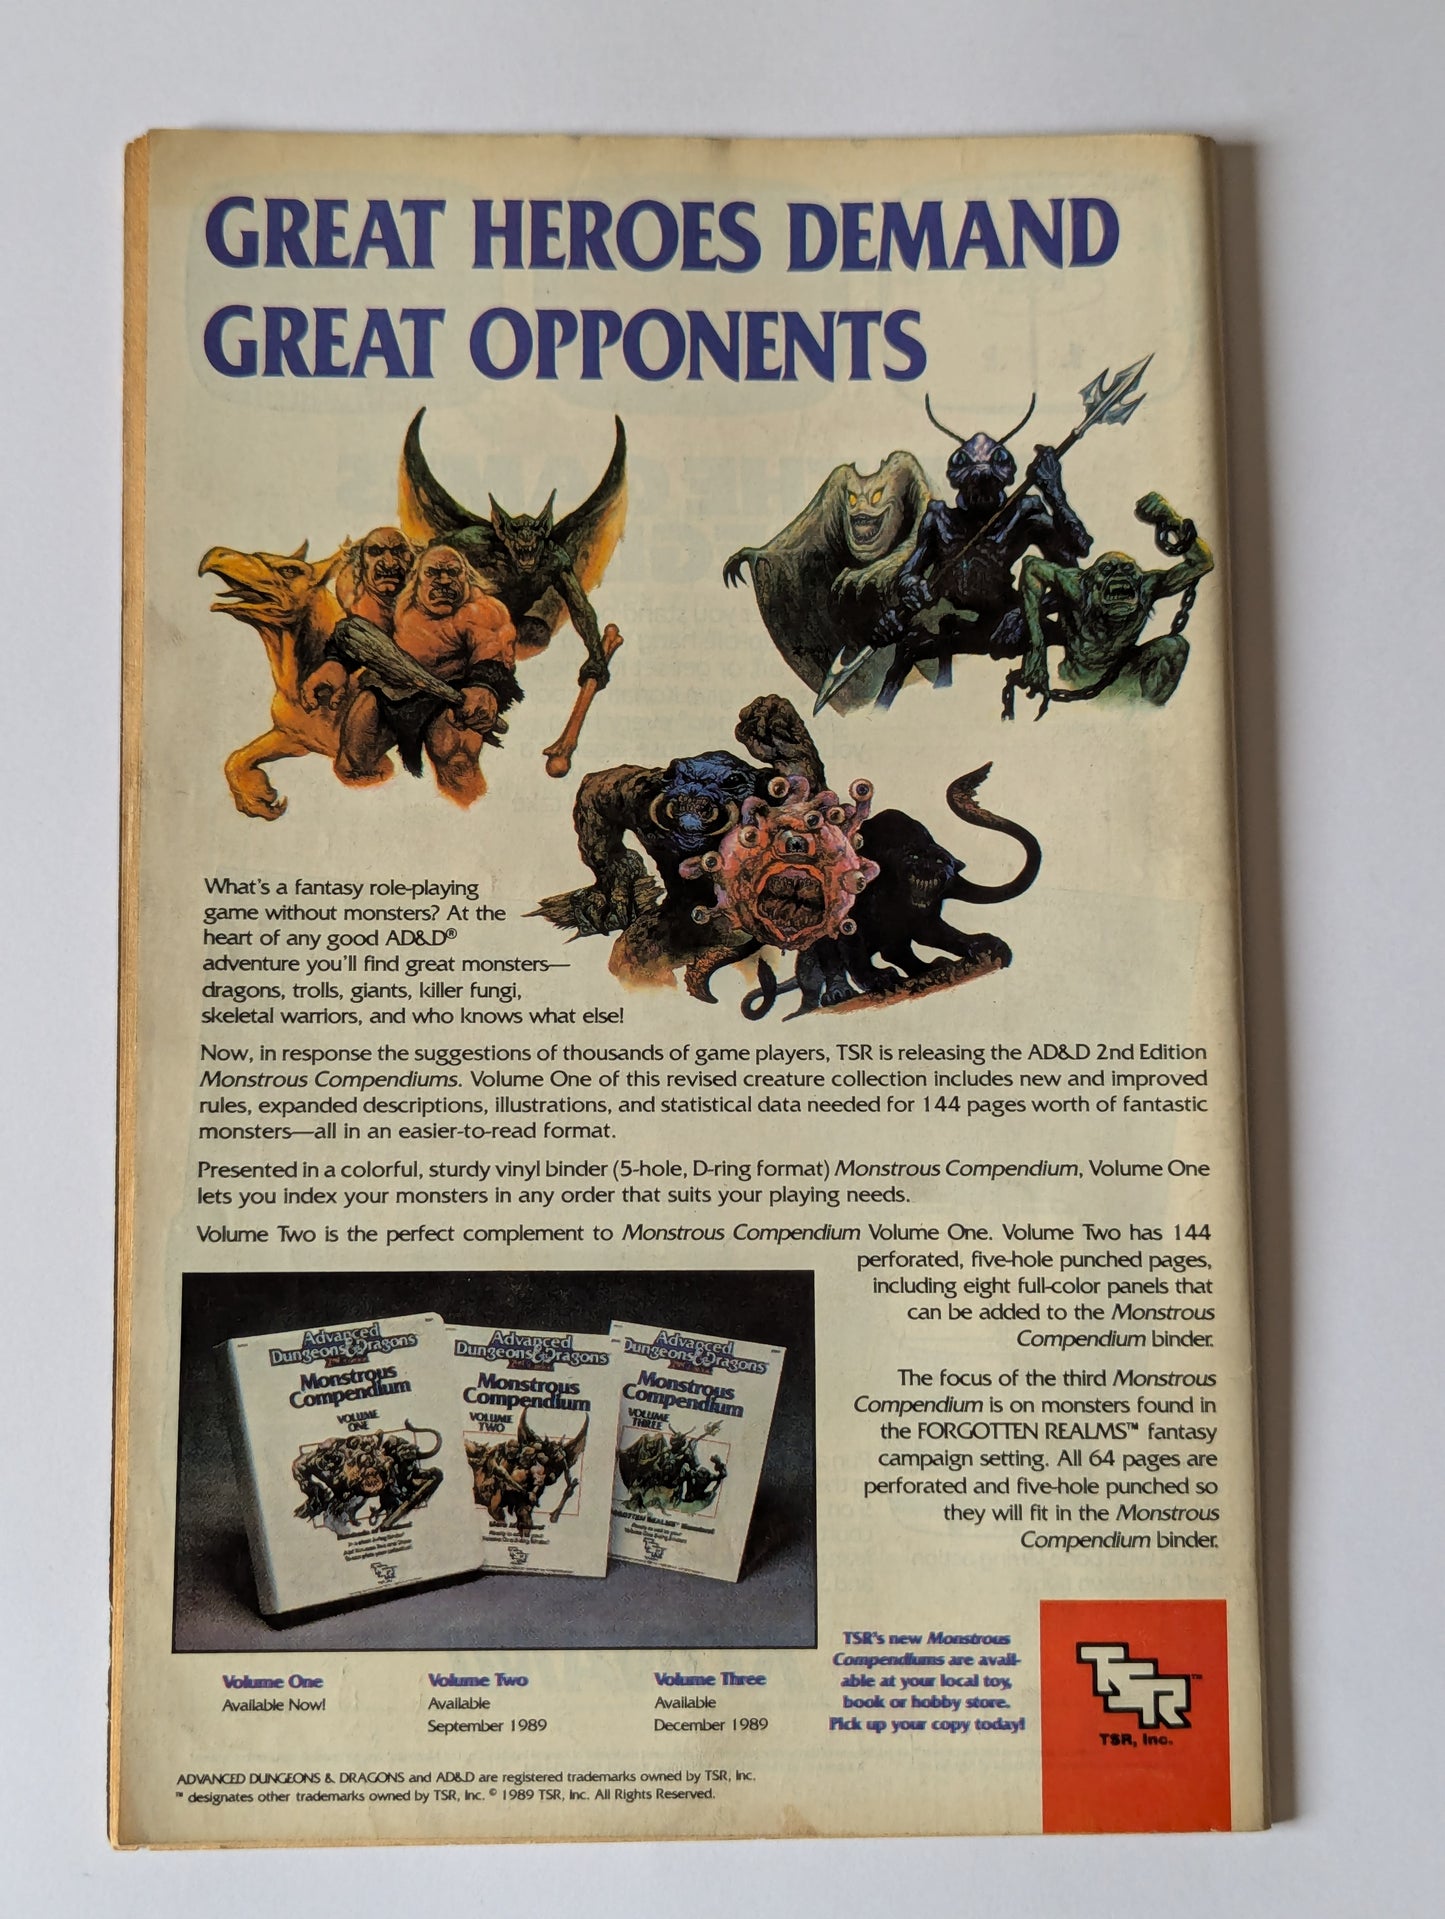 GREAT HEROES DEMAND
GREAT OPPONENTS
What's a fantasy role-playing
game without monsters? At the
heart of any good AD&D®
adventure you'll find great monsters—
dragons, trolls, giants, killer fungi,
skeletal warriors, and who knows what else!
Now, in response the suggestions of thousands of game players, TSR is releasing the AD&D 2nd Edition
Monstrous Compendiums. Volume One of this revised creature collection includes new and improved
rules, expanded descriptions, illustrations, and statistical data needed for 144 pages worth of fantastic
monsters—all in an easier-to-read format.
Presented in a colorful, sturdy vinyl binder (5-hole, D-ring format) Monstrous Compendium, Volume One
lets you index your monsters in any order that suits your playing needs.
Volume Two is the perfect complement to Monstrous Compendium Volume One. Volume Two has 144
perforated, five-hole punched pages,
including eight full-color panels that
can be added to the Monstrous
Compendium binder.
The focus of the third Monstrous
Compendium is on monsters found in
the FORGOTTEN REALMS™ fantasy
campaign setting. All 64 pages are
perforated and five-hole punched so
they will fit in the Monstrous
Compendium binder.
Advanced
Dungeons & Dragons
Monstrous
Compendium
VOLUME
ONE
TSR, Inc.
Advanced
Dungeons & Dragons
Monstrous
Compendium
VOLUME
TWO
Advanced
Dungeons & Dragons
Monstrous
Compendium
VOLUME
THREE
Volume One
Available Now!
Volume Two
Available
September 1989
Volume Three
Available
December 1989
TSR's new Monstrous
Compendiums are avail-
able at your local toy,
book or hobby store.
Pick up your copy today!
TSR™
TSR, Inc.
ADVANCED DUNGEONS & DRAGONS and AD&D are registered trademarks owned by TSR, Inc.
™ designates other trademarks owned by TSR, Inc. © 1989 TSR, Inc. All Rights Reserved.